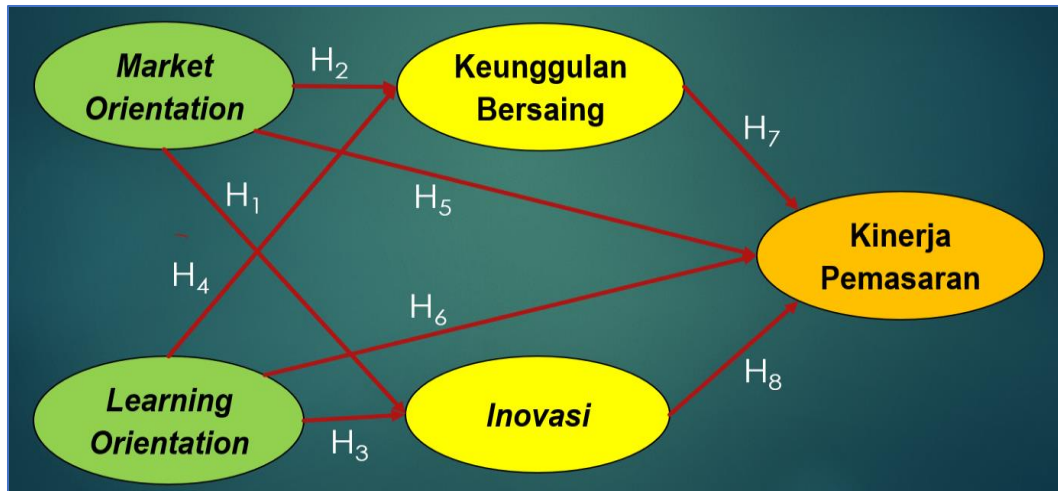 Market
Orientation
H₂
Keunggulan
Bersaing
H₇
H₁
H₅
Kinerja
Pemasaran
H₄
H₆
Learning
Orientation
H₃
Inovasi
H₈